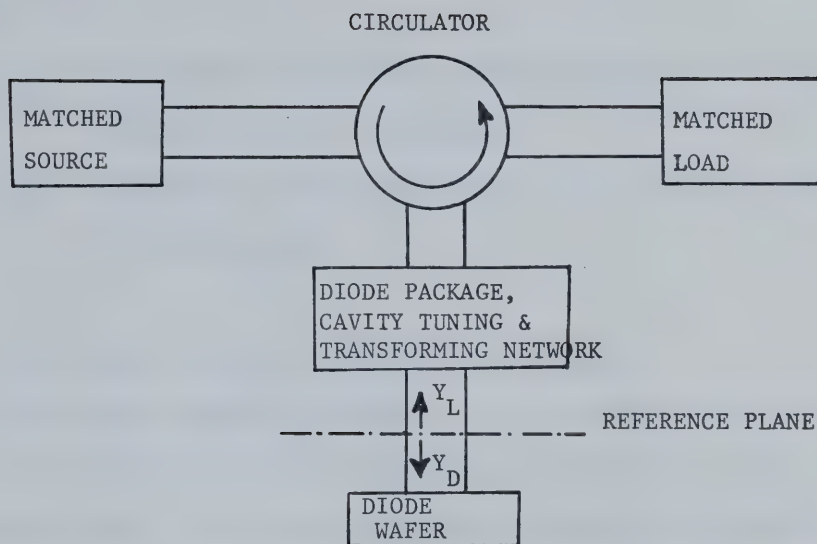 CIRCULATOR
MATCHED
SOURCE
MATCHED
LOAD
DIODE PACKAGE,
CAVITY TUNING &
TRANSFORMING NETWORK
Y_L
REFERENCE PLANE
Y_D
DIODE
WAFER